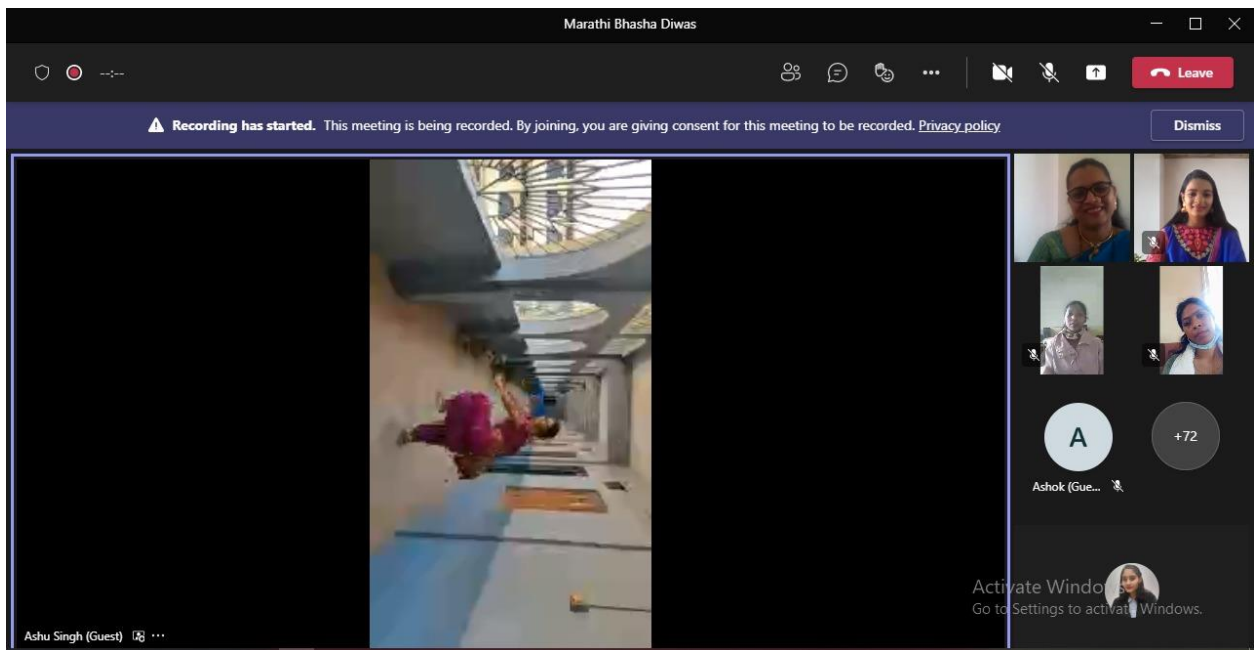 Marathi Bhasha Diwas
--:--
Leave
Recording has started. This meeting is being recorded. By joining, you are giving consent for this meeting to be recorded. Privacy policy
Dismiss
A
+72
Ashok (Gue...
Activate Windows
Go to Settings to activate Windows.
Ashu Singh (Guest)